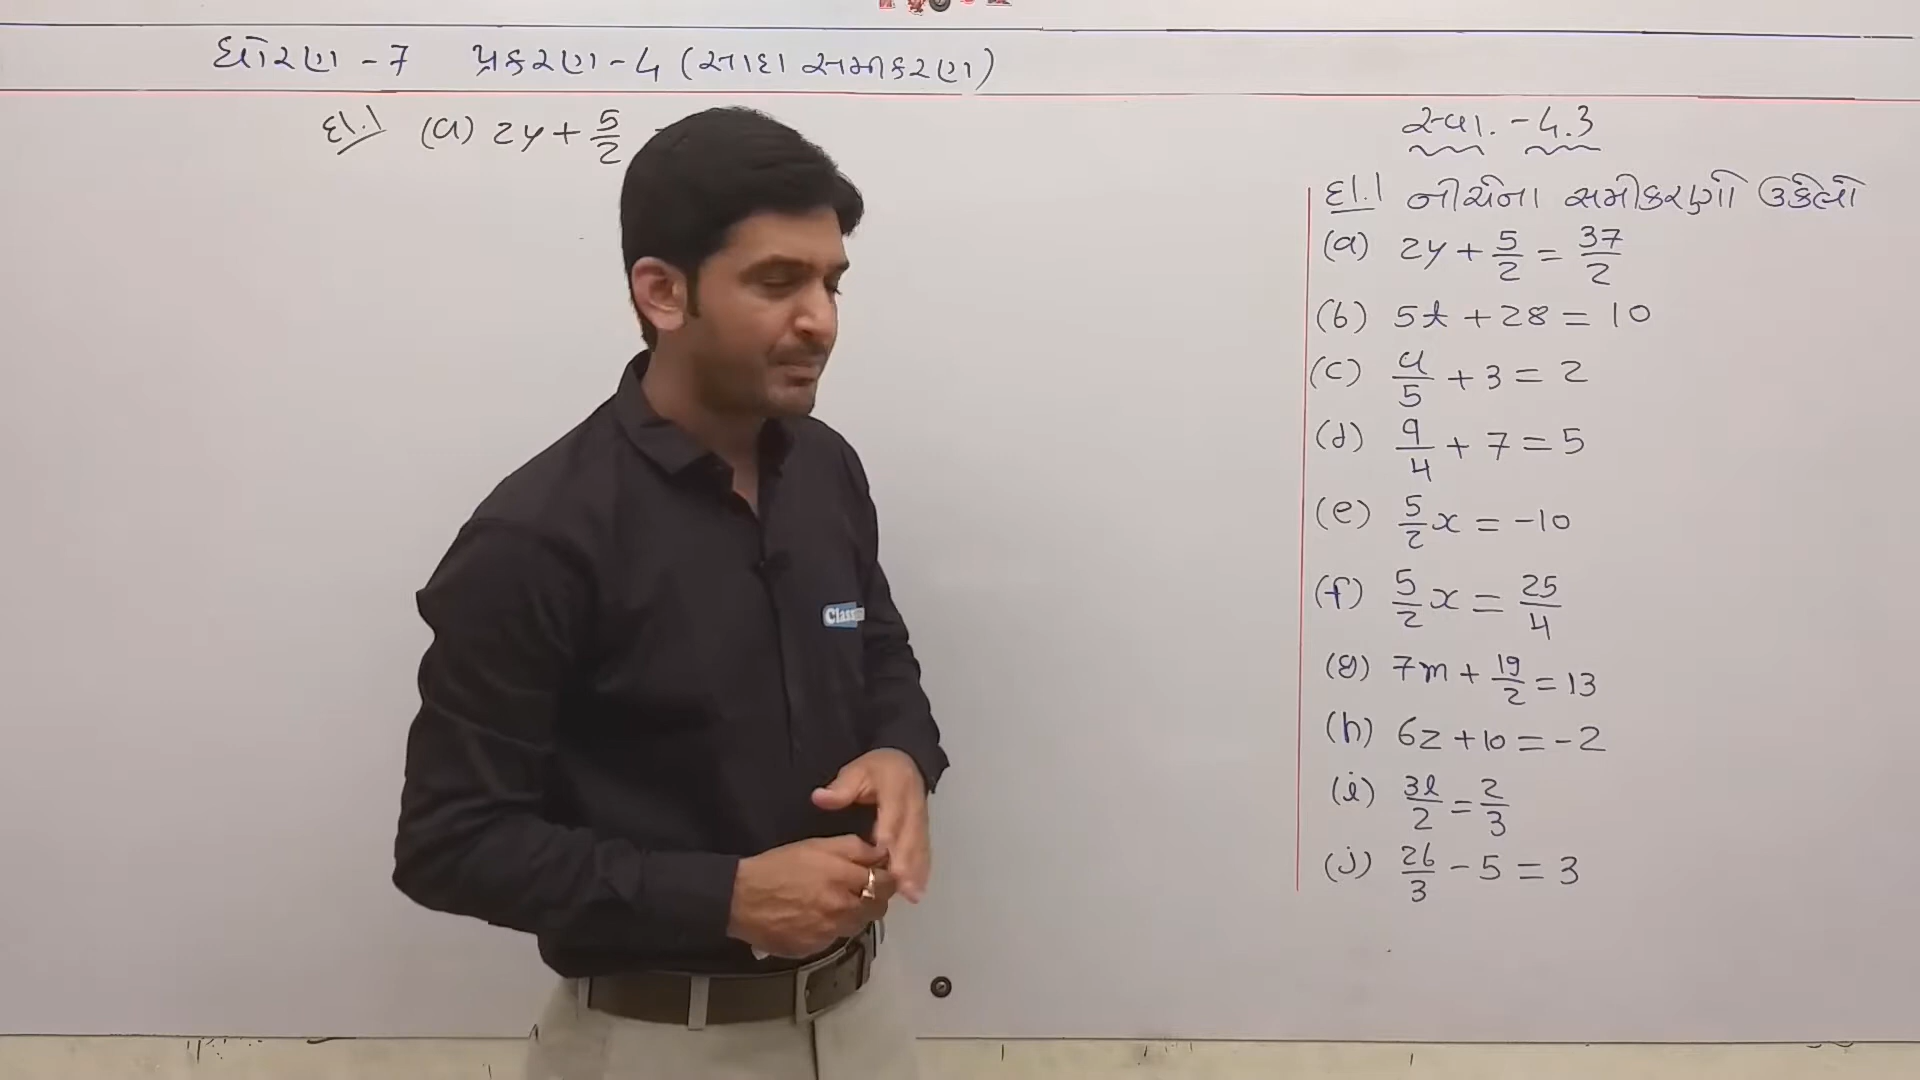 ધોરણ - 7 પ્રકરણ - 4 (સાદા સમીકરણ)
દા.1 (a) 2y + 5/2
સ્વા. - 4.3
દા.1 નીચેના સમીકરણો ઉકેલો
(a) 2y + 5/2 = 37/2
(b) 5t + 28 = 10
(c) a/5 + 3 = 2
(d) q/4 + 7 = 5
(e) 5/2 x = -10
(f) 5/2 x = 25/4
(g) 7m + 19/2 = 13
(h) 6z + 10 = -2
(i) 3l/2 = 2/3
(j) 2b/3 - 5 = 3
Class